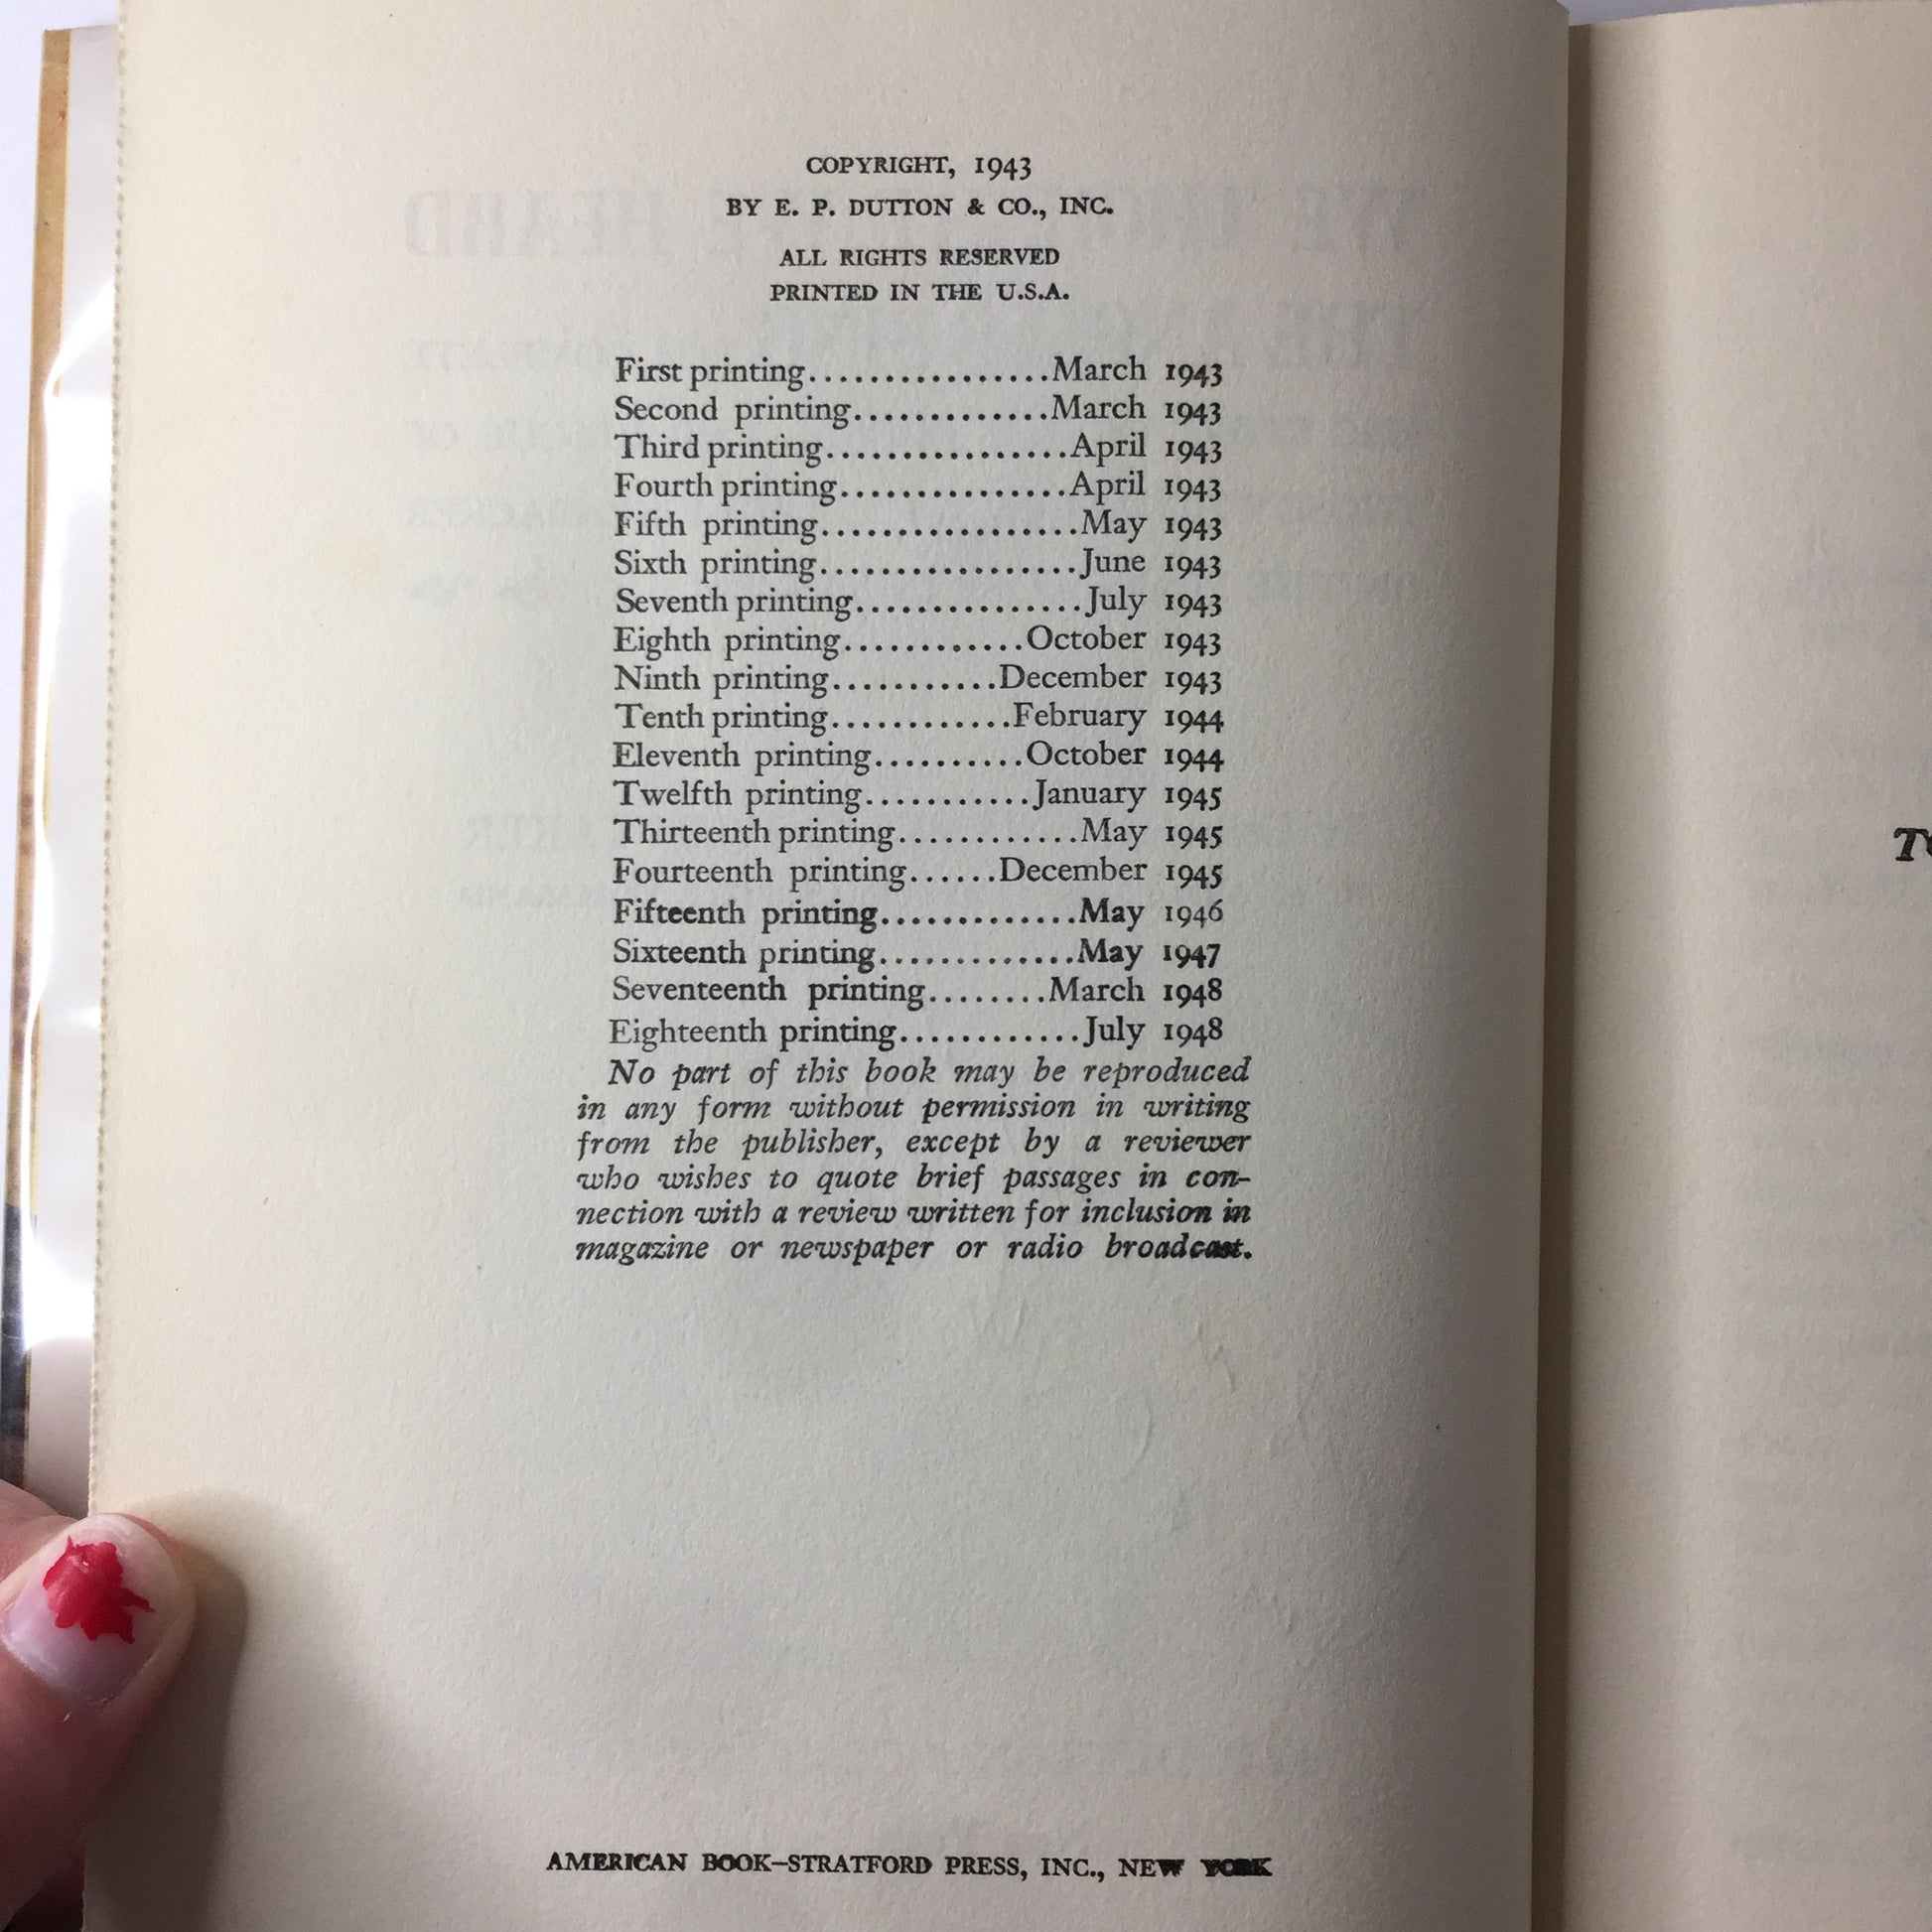 COPYRIGHT, 1943
BY E. P. DUTTON & CO., INC.
ALL RIGHTS RESERVED
PRINTED IN THE U.S.A.
First printing................March 1943
Second printing.............March 1943
Third printing................April 1943
Fourth printing...............April 1943
Fifth printing.................May 1943
Sixth printing.................June 1943
Seventh printing...............July 1943
Eighth printing............October 1943
Ninth printing...........December 1943
Tenth printing............February 1944
Eleventh printing..........October 1944
Twelfth printing...........January 1945
Thirteenth printing............May 1945
Fourteenth printing......December 1945
Fifteenth printing.............May 1946
Sixteenth printing.............May 1947
Seventeenth printing........March 1948
Eighteenth printing............July 1948
No part of this book may be reproduced
in any form without permission in writing
from the publisher, except by a reviewer
who wishes to quote brief passages in con-
nection with a review written for inclusion in
magazine or newspaper or radio broadcast.
AMERICAN BOOK–STRATFORD PRESS, INC., NEW YORK